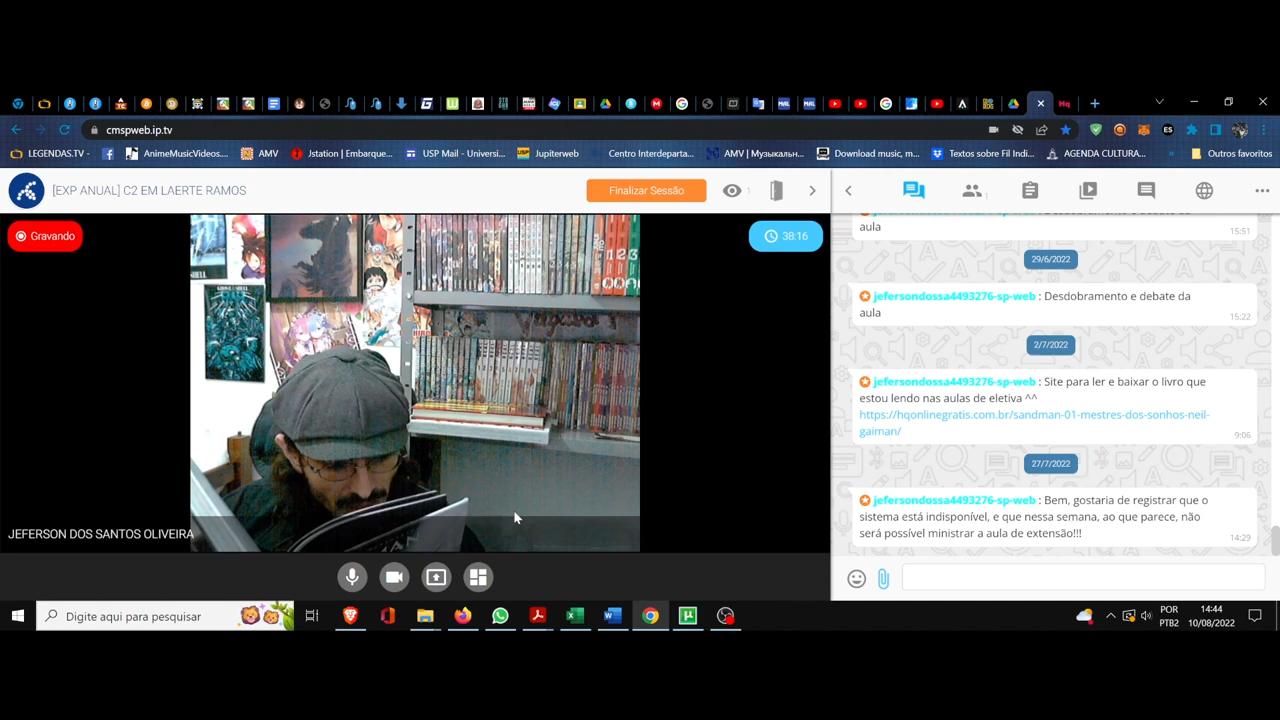 cmspweb.ip.tv
LEGENDAS.TV -
AnimeMusicVideos....
AMV
Jstation | Embarque...
USP Mail - Universi...
Jupiterweb
Centro Interdeparta...
AMV | Музыкальн...
Download music, m...
Textos sobre Fil Indi...
AGENDA CULTURA...
»
Outros favoritos
[EXP ANUAL] C2 EM LAERTE RAMOS
Finalizar Sessão
1
1
Gravando
38:16
JEFERSON DOS SANTOS OLIVEIRA
aula
15:51
29/6/2022
jefersondossa4493276-sp-web : Desdobramento e debate da
aula
15:22
2/7/2022
jefersondossa4493276-sp-web : Site para ler e baixar o livro que
estou lendo nas aulas de eletiva ^^
https://hqonlinegratis.com.br/sandman-01-mestres-dos-sonhos-neil-
gaiman/
9:06
27/7/2022
jefersondossa4493276-sp-web : Bem, gostaria de registrar que o
sistema está indisponível, e que nessa semana, ao que parece, não
será possível ministrar a aula de extensão!!!
14:29
Digite aqui para pesquisar
POR
PTB2
14:44
10/08/2022